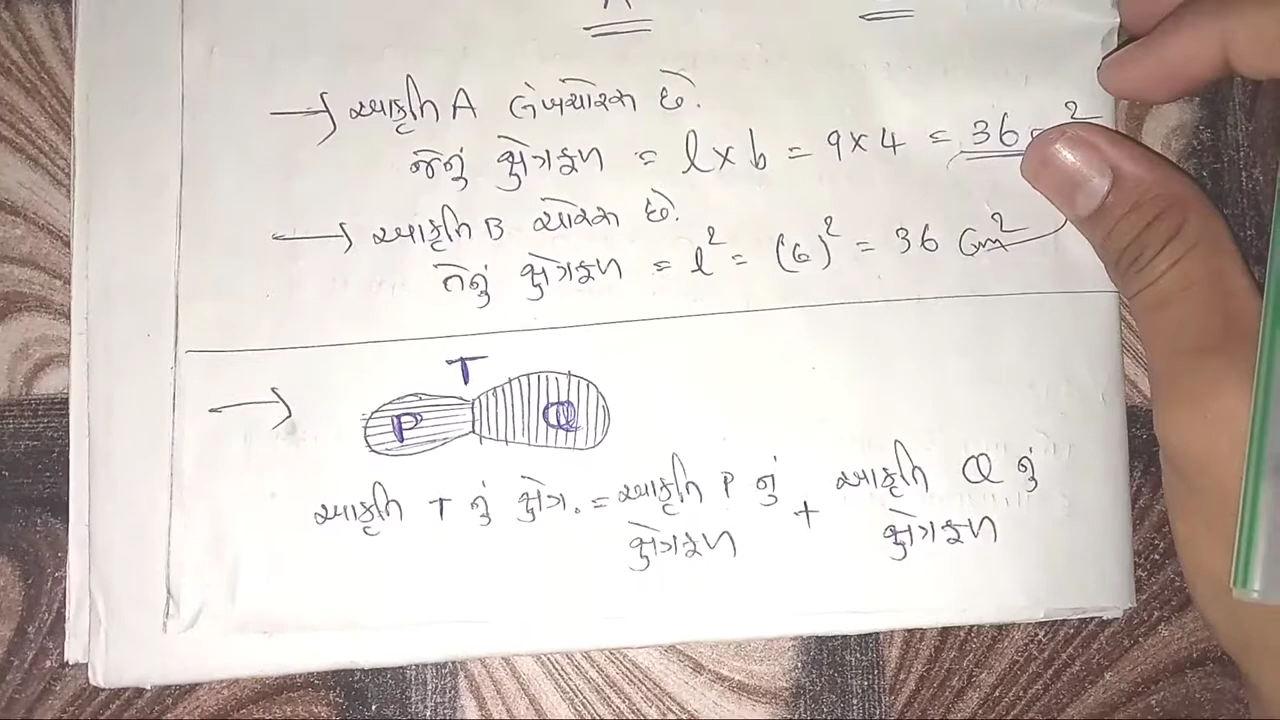 → આકૃતિ A લંબચોરસ છે.
જેનું ક્ષેત્રફળ = l x b = 9 x 4 = 36
→ આકૃતિ B ચોરસ છે.
તેનું ક્ષેત્રફળ = l² = (6)² = 36 Cm²
T
→ P Q
આકૃતિ T નું ક્ષેત્ર. = આકૃતિ P નું + આકૃતિ Q નું
ક્ષેત્રફળ ક્ષેત્રફળ